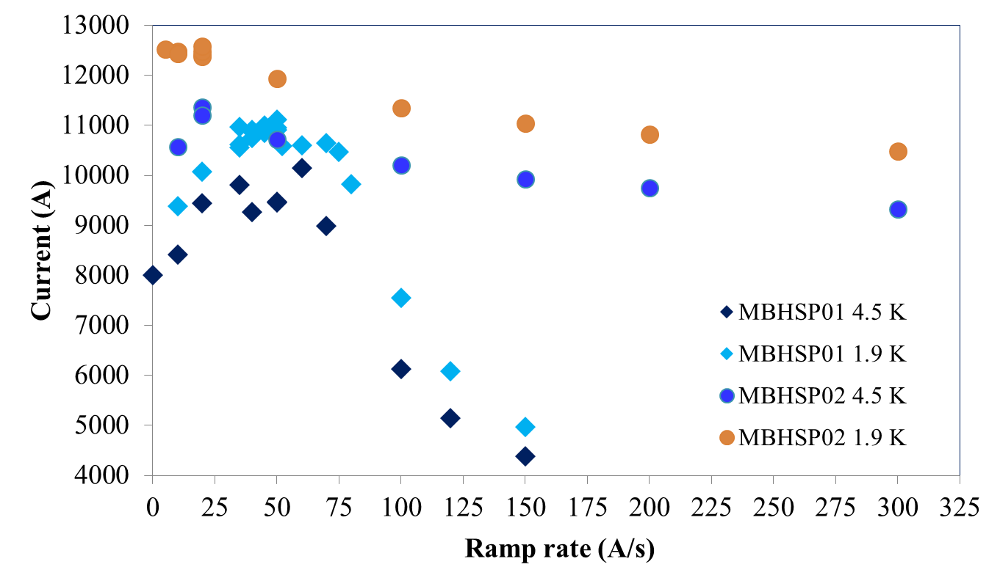 13000
12000
11000
10000
9000
8000
7000
6000
5000
4000
Current (A)
0 25 50 75 100 125 150 175 200 225 250 275 300 325
Ramp rate (A/s)
MBHSP01 4.5 K
MBHSP01 1.9 K
MBHSP02 4.5 K
MBHSP02 1.9 K